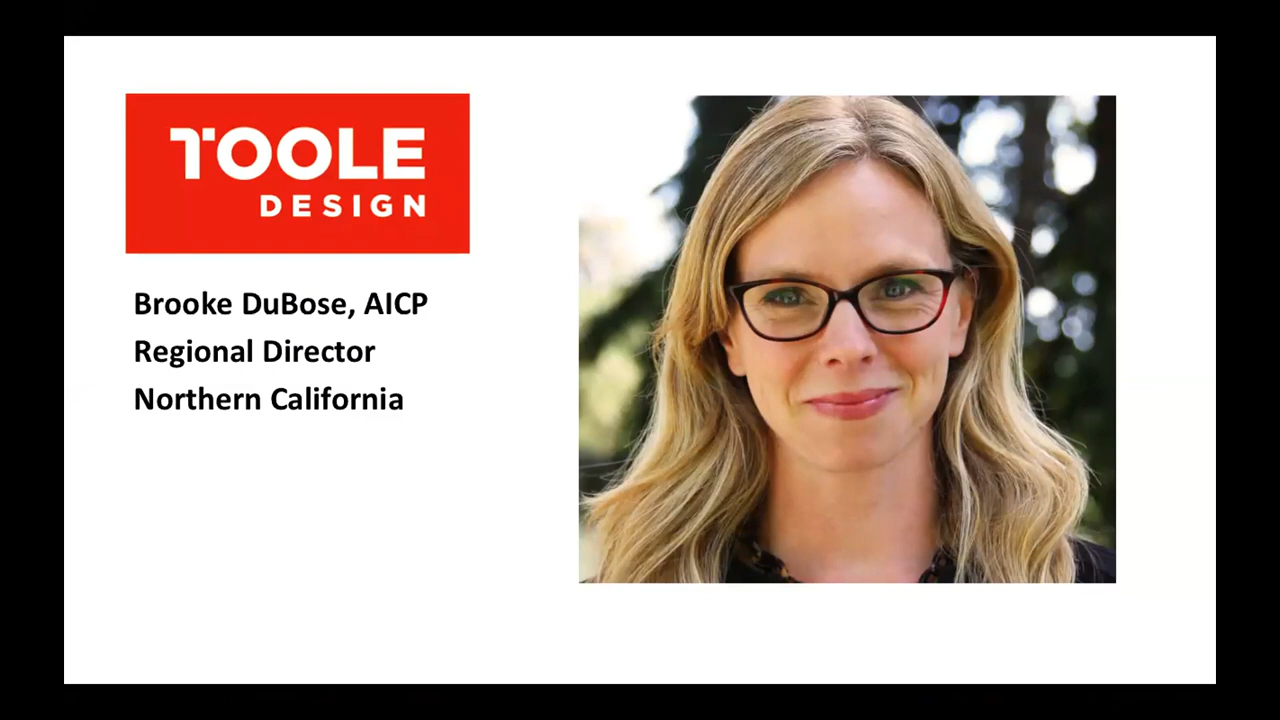 TOOLE
DESIGN
Brooke DuBose, AICP
Regional Director
Northern California